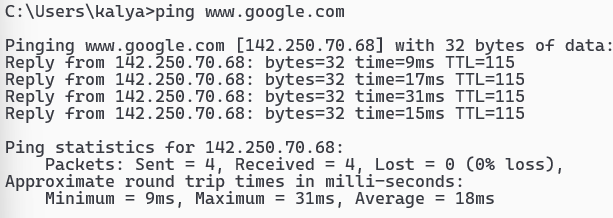 C:\Users\kalya>ping www.google.com
Pinging www.google.com [142.250.70.68] with 32 bytes of data:
Reply from 142.250.70.68: bytes=32 time=9ms TTL=115
Reply from 142.250.70.68: bytes=32 time=17ms TTL=115
Reply from 142.250.70.68: bytes=32 time=31ms TTL=115
Reply from 142.250.70.68: bytes=32 time=15ms TTL=115
Ping statistics for 142.250.70.68:
    Packets: Sent = 4, Received = 4, Lost = 0 (0% loss),
Approximate round trip times in milli-seconds:
    Minimum = 9ms, Maximum = 31ms, Average = 18ms